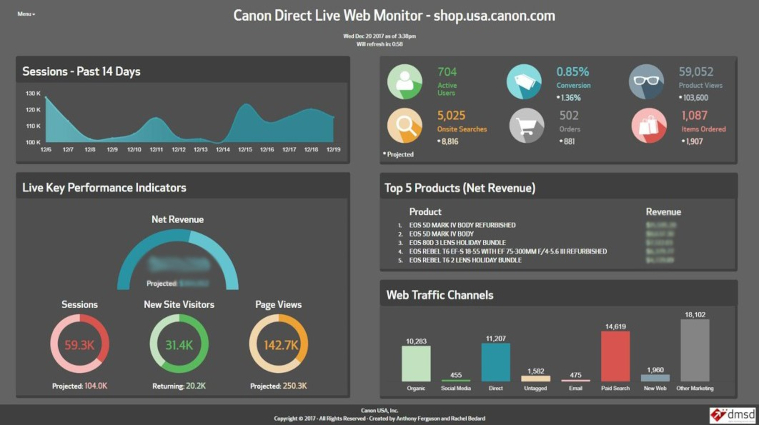 Menu
Canon Direct Live Web Monitor - shop.usa.canon.com
Wed Dec 20 2017 as of 3:38pm
Will refresh in: 0:58
Sessions - Past 14 Days
130 K
120 K
110 K
100 K
12/6 12/7 12/8 12/9 12/10 12/11 12/12 12/13 12/14 12/15 12/16 12/17 12/18 12/19
704
Active
Users
0.85%
Conversion
*1.36%
59,052
Product Views
*103,600
5,025
Onsite Searches
*8,816
502
Orders
*881
1,087
Items Ordered
*1,907
*Projected
Live Key Performance Indicators
Net Revenue
Projected:
Sessions
59.3K
Projected: 104.0K
New Site Visitors
31.4K
Returning: 20.2K
Page Views
142.7K
Projected: 250.3K
Top 5 Products (Net Revenue)
Product Revenue
1. EOS 5D MARK IV BODY REFURBISHED
2. EOS 5D MARK IV BODY
3. EOS 80D 3 LENS HOLIDAY BUNDLE
4. EOS REBEL T6 EF-S 18-55 WITH EF 75-300MM F/4-5.6 III REFURBISHED
5. EOS REBEL T6 2 LENS HOLIDAY BUNDLE
Web Traffic Channels
10,283 455 11,207 1,582 475 14,619 1,960 18,102
Organic Social Media Direct Untagged Email Paid Search New Web Other Marketing
Canon USA, Inc.
Copyright © 2017 - All Rights Reserved - Created by Anthony Ferguson and Rachel Bedard
dmsd